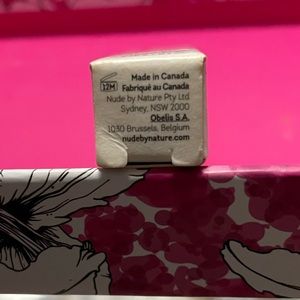 12M
Made in Canada
Fabriqué au Canada
Nude by Nature Pty Ltd
Sydney, NSW 2000
Obelis S.A.
1030 Brussels, Belgium
nudebynature.com